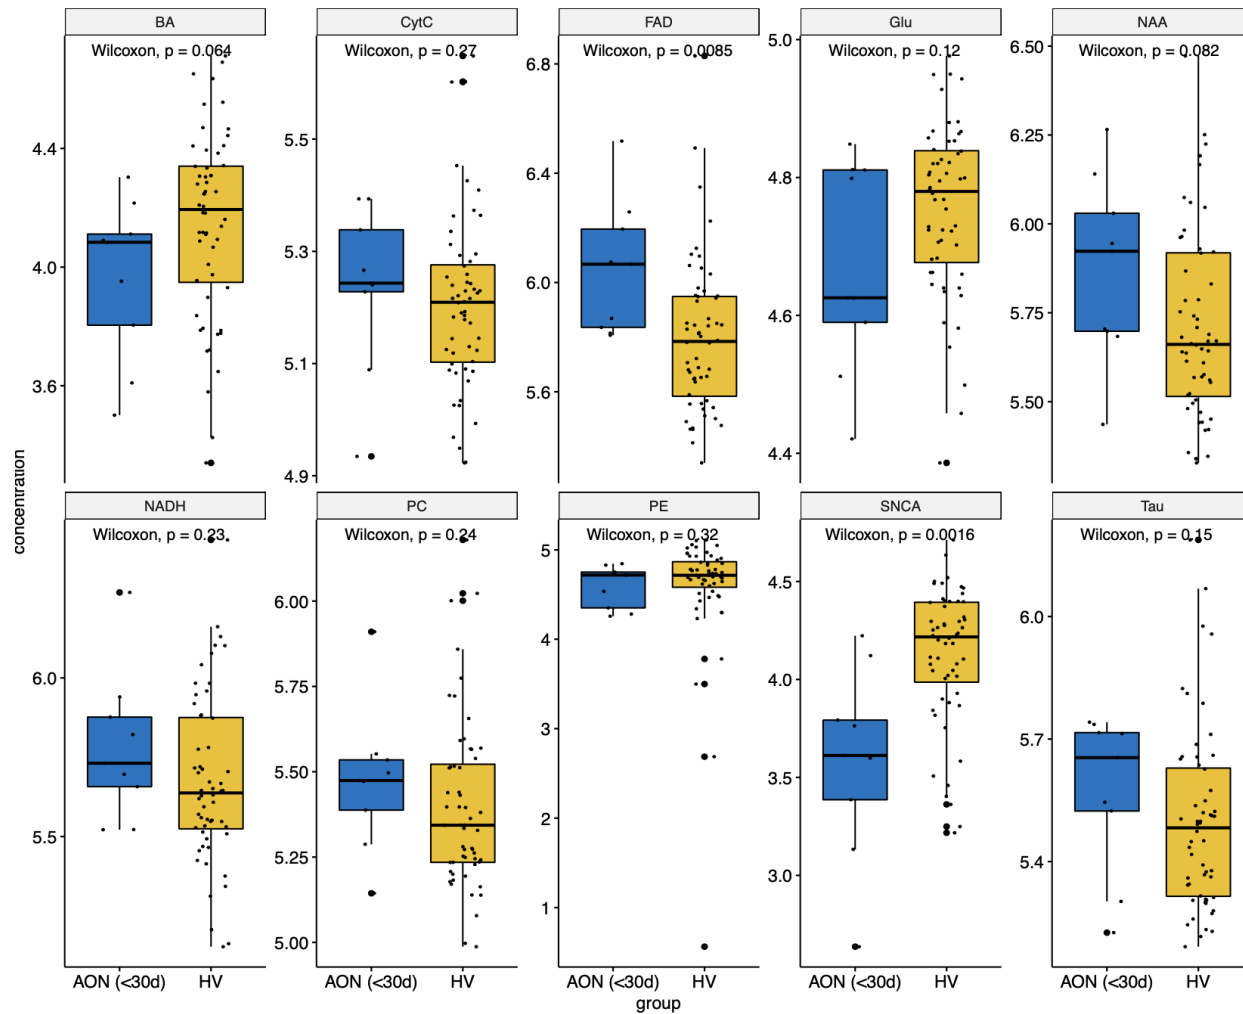 BA
CytC
FAD
Glu
NAA
Wilcoxon, p = 0.064
Wilcoxon, p = 0.27
Wilcoxon, p = 0.0085
Wilcoxon, p = 0.12
Wilcoxon, p = 0.082
4.4
4.0
3.6
5.5
5.3
5.1
4.9
6.8
6.4
6.0
5.6
5.0
4.8
4.6
4.4
6.50
6.25
6.00
5.75
5.50
concentration
NADH
PC
PE
SNCA
Tau
Wilcoxon, p = 0.23
Wilcoxon, p = 0.24
Wilcoxon, p = 0.32
Wilcoxon, p = 0.0016
Wilcoxon, p = 0.15
6.0
5.5
6.00
5.75
5.50
5.25
5.00
5
4
3
2
1
4.5
4.0
3.5
3.0
6.0
5.7
5.4
AON (<30d) HV
AON (<30d) HV
AON (<30d) HV
AON (<30d) HV
AON (<30d) HV
group